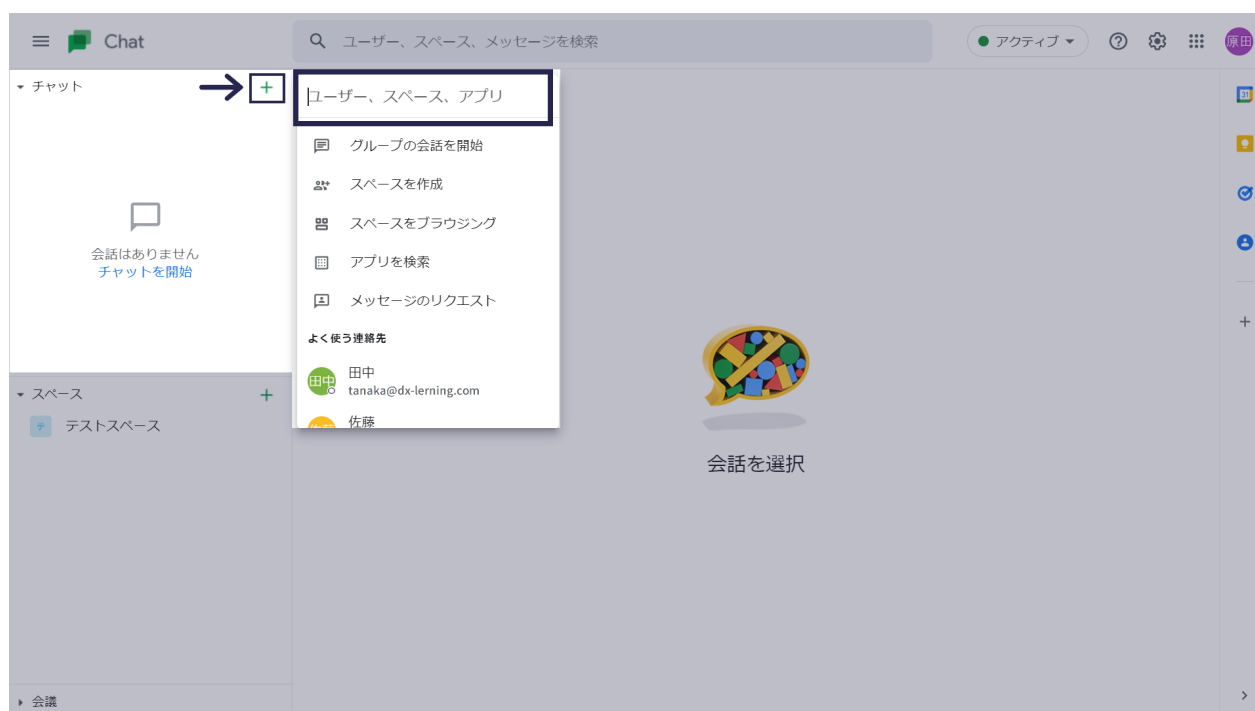 Chat
ユーザー、スペース、メッセージを検索
アクティブ
原田
チャット
ユーザー、スペース、アプリ
グループの会話を開始
スペースを作成
スペースをブラウジング
アプリを検索
メッセージのリクエスト
よく使う連絡先
田中
田中
tanaka@dx-lerning.com
佐藤
会話はありません
チャットを開始
スペース
テ
テストスペース
会議
会話を選択
31